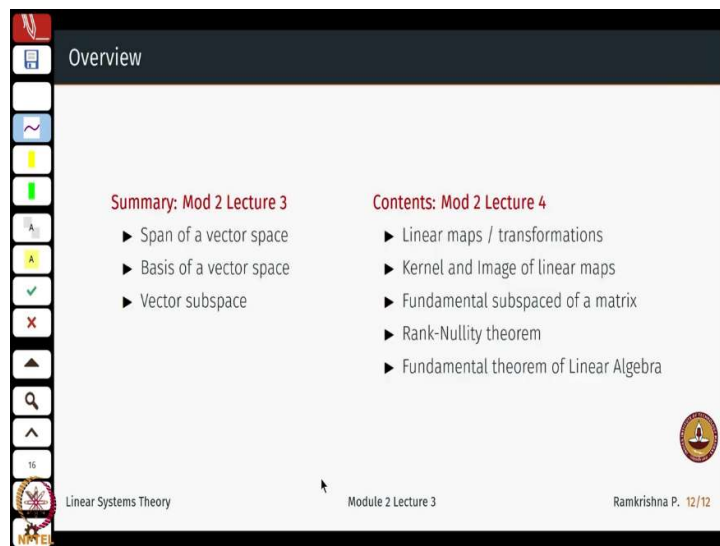 Overview
Summary: Mod 2 Lecture 3
▶ Span of a vector space
▶ Basis of a vector space
▶ Vector subspace
Contents: Mod 2 Lecture 4
▶ Linear maps / transformations
▶ Kernel and Image of linear maps
▶ Fundamental subspaced of a matrix
▶ Rank-Nullity theorem
▶ Fundamental theorem of Linear Algebra
A
A
16
NPTEL
Linear Systems Theory
Module 2 Lecture 3
Ramkrishna P. 12/12